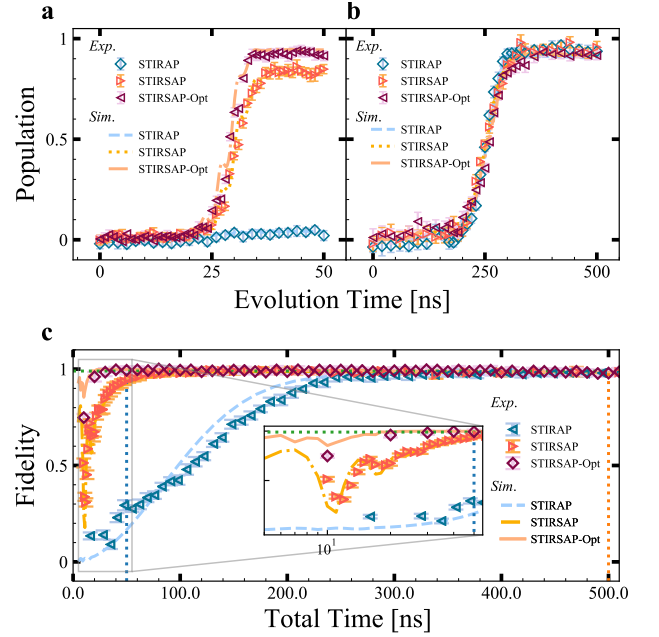 a
b
1
0.5
0
Population
Exp.
STIRAP
STIRSAP
STIRSAP-Opt
Sim.
STIRAP
STIRSAP
STIRSAP-Opt
Exp.
STIRAP
STIRSAP
STIRSAP-Opt
Sim.
STIRAP
STIRSAP
STIRSAP-Opt
0
25
50
0
250
500
Evolution Time [ns]
c
1
0.5
0
Fidelity
10¹
Exp.
STIRAP
STIRSAP
STIRSAP-Opt
Sim.
STIRAP
STIRSAP
STIRSAP-Opt
0.0
100.0
200.0
300.0
400.0
500.0
Total Time [ns]